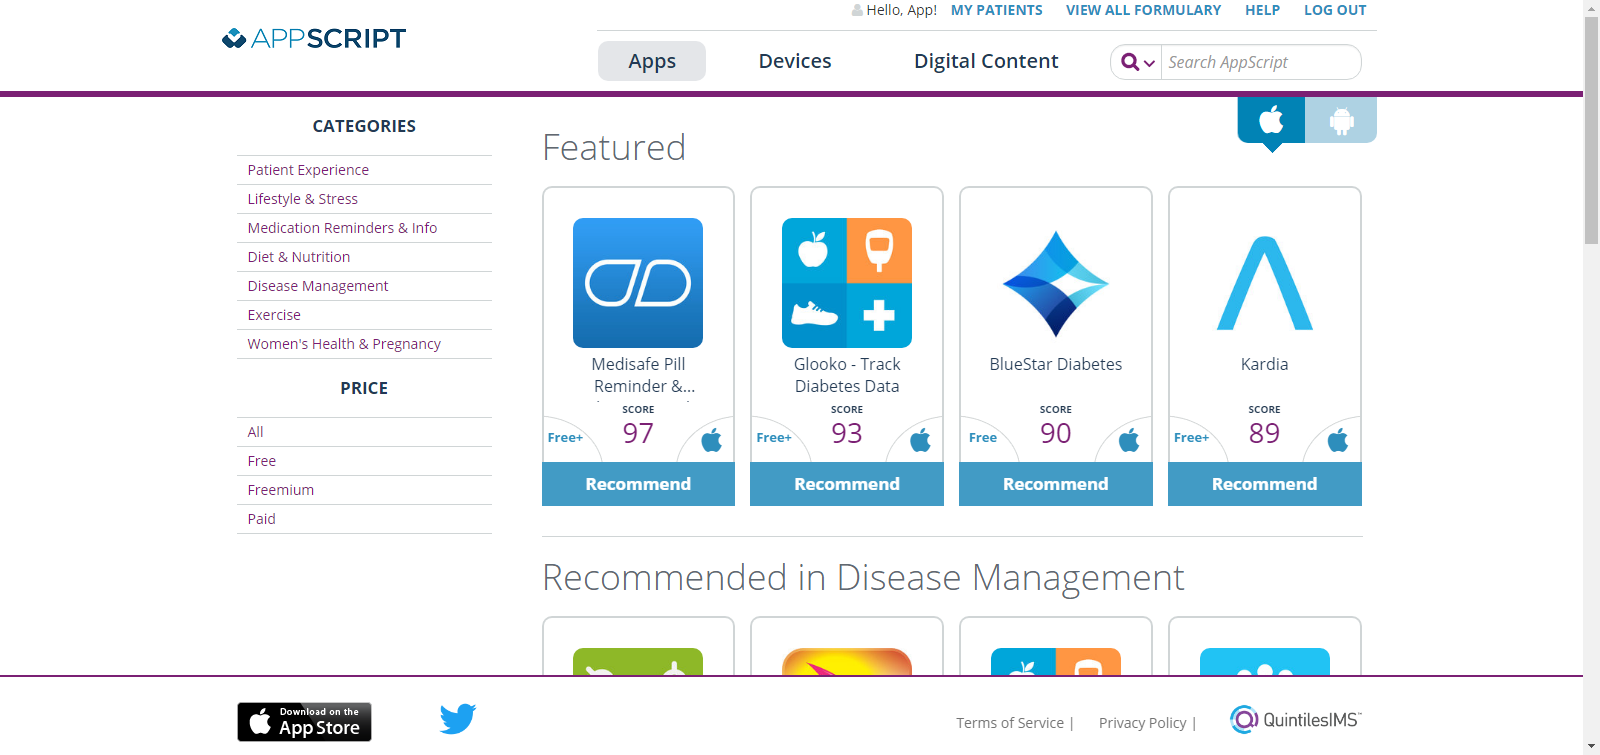 Hello, App! MY PATIENTS VIEW ALL FORMULARY HELP LOG OUT
APPSCRIPT
Apps Devices Digital Content Search AppScript
CATEGORIES
Patient Experience
Lifestyle & Stress
Medication Reminders & Info
Diet & Nutrition
Disease Management
Exercise
Women's Health & Pregnancy
PRICE
All
Free
Freemium
Paid
Featured
Medisafe Pill
Reminder &...
SCORE
Free+ 97
Recommend
Glooko - Track
Diabetes Data
SCORE
Free+ 93
Recommend
BlueStar Diabetes
SCORE
Free 90
Recommend
Kardia
SCORE
Free+ 89
Recommend
Recommended in Disease Management
Download on the
App Store
Terms of Service | Privacy Policy |
QuintilesIMS™